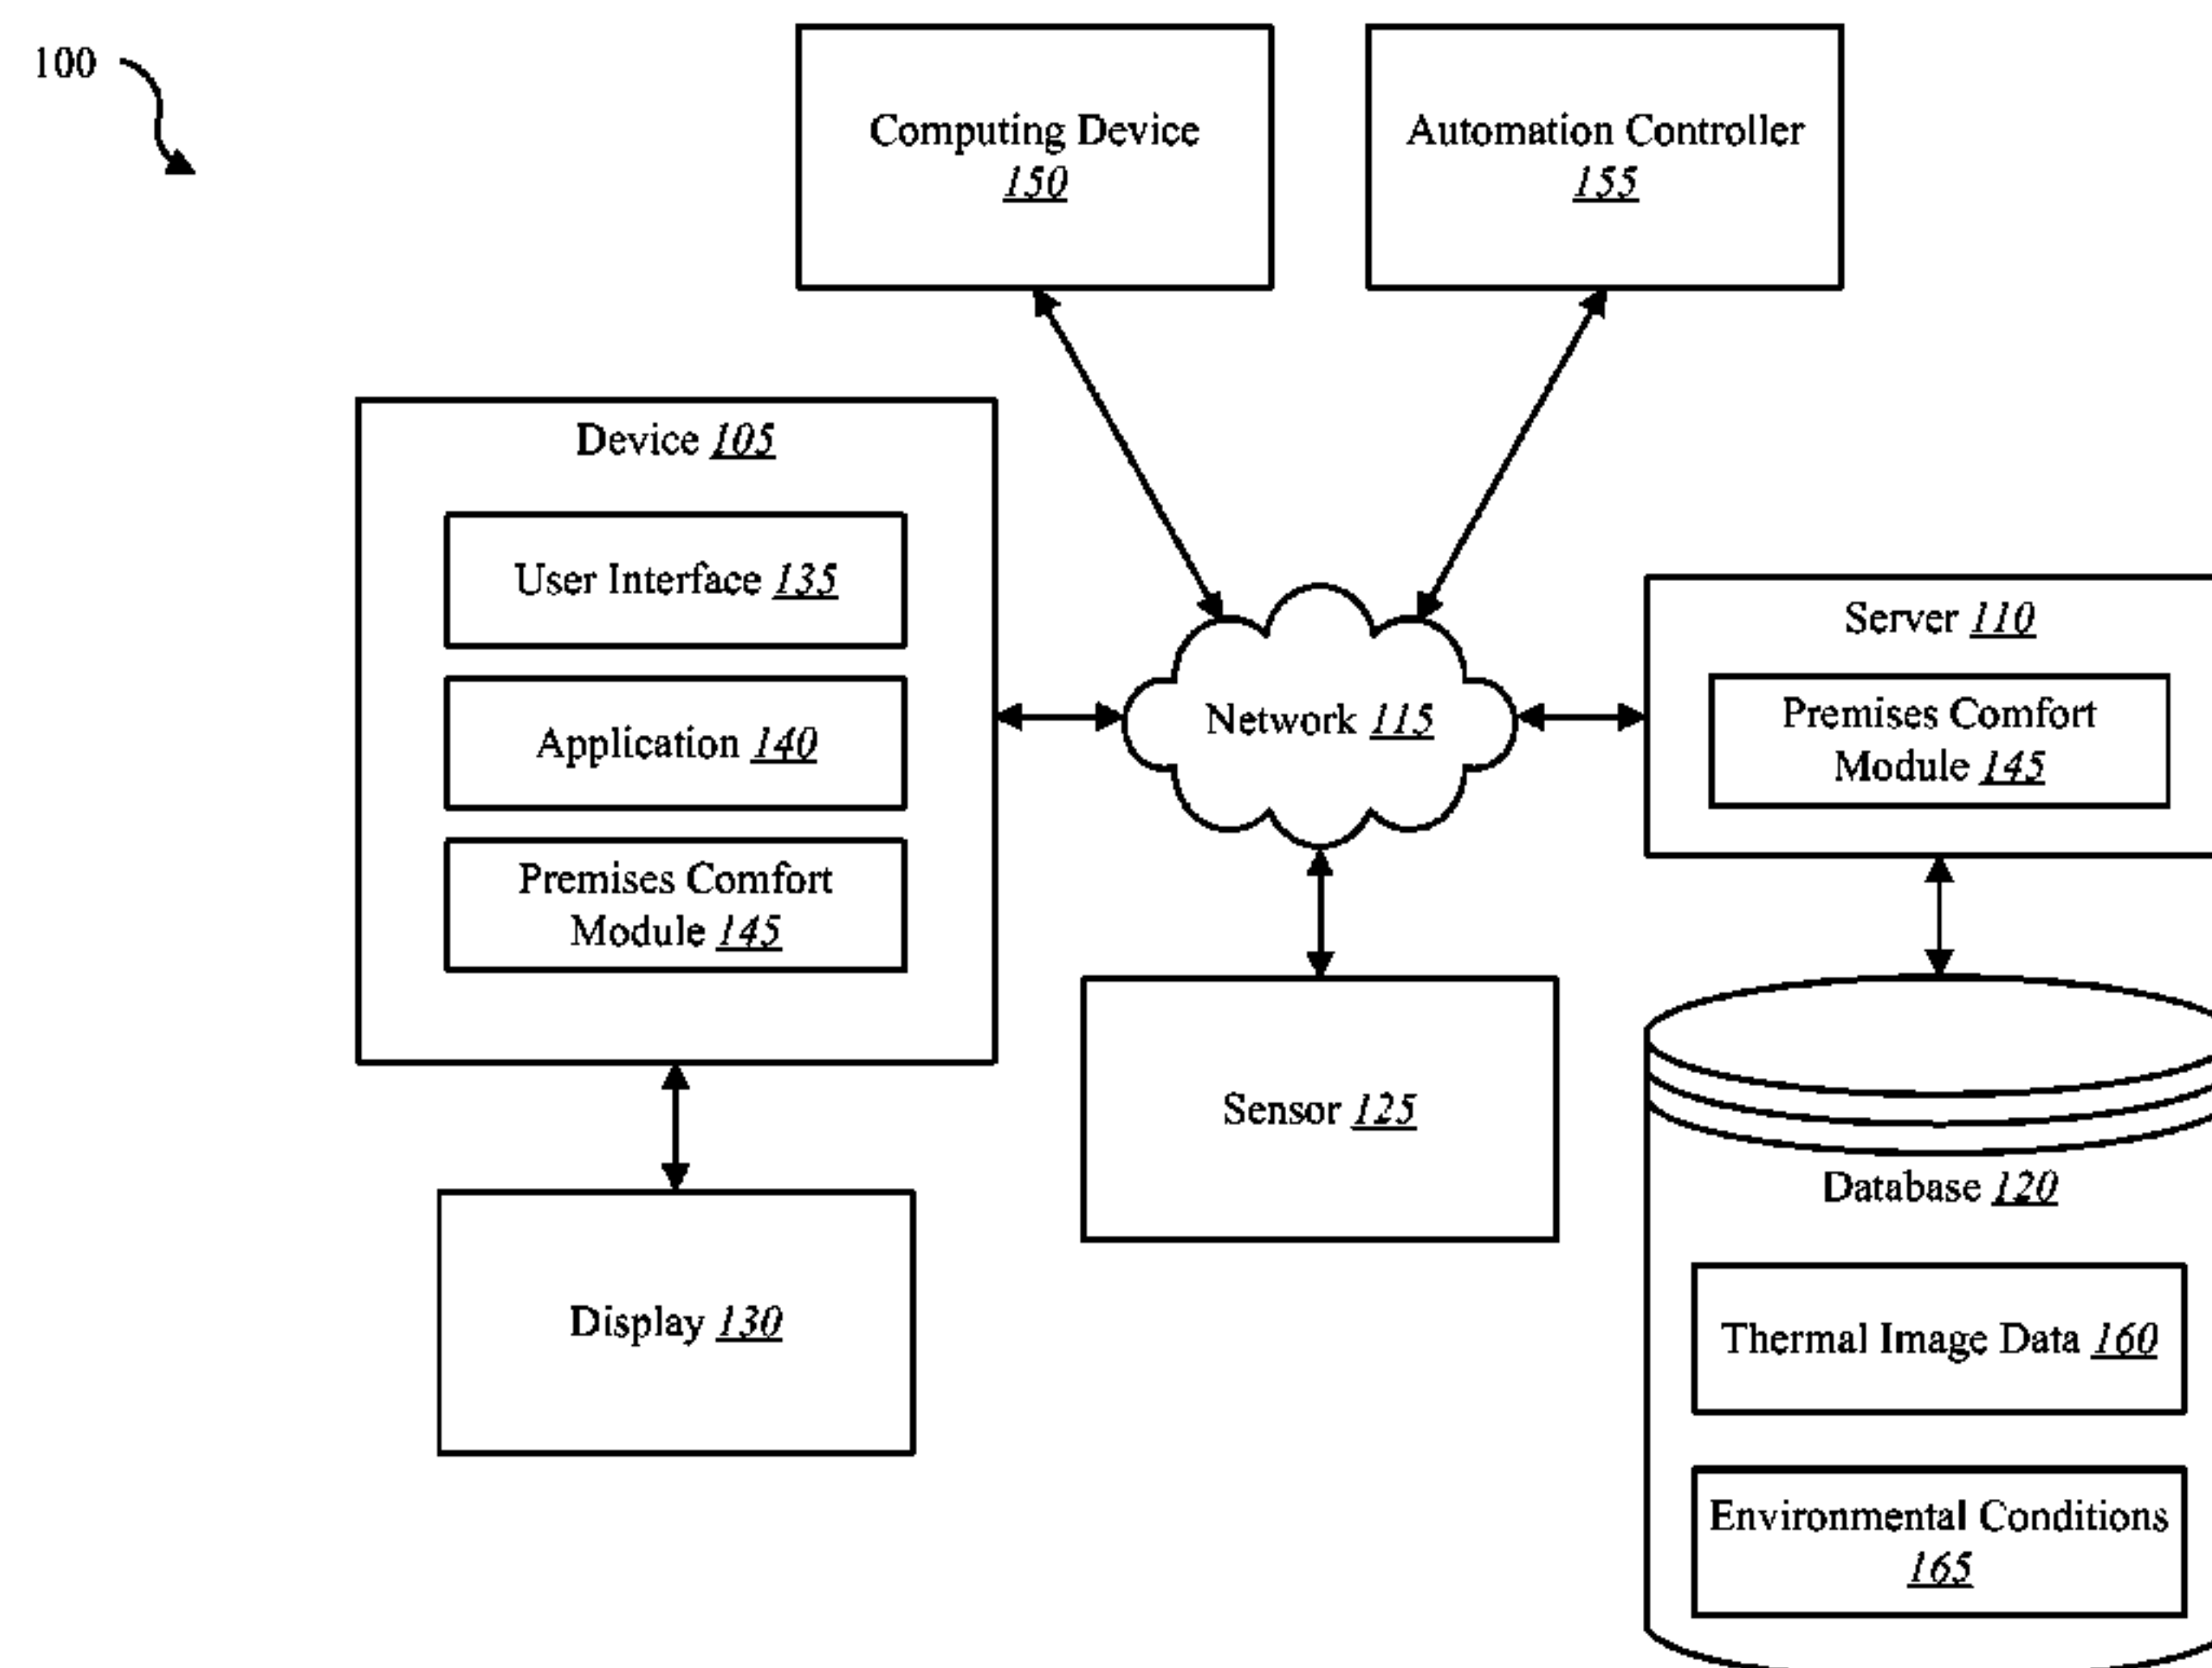 100
Computing Device
150
Automation Controller
155
Device 105
User Interface 135
Application 140
Premises Comfort
Module 145
Network 115
Server 110
Premises Comfort
Module 145
Sensor 125
Display 130
Database 120
Thermal Image Data 160
Environmental Conditions
165